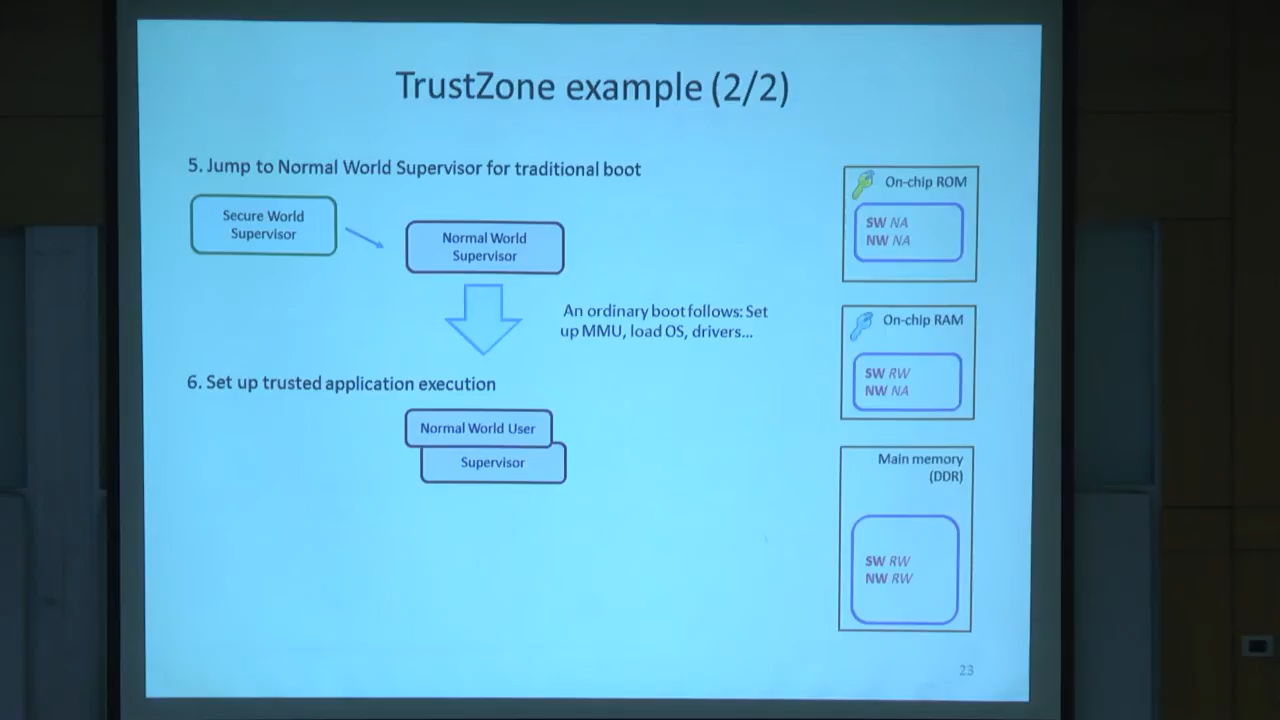 TrustZone example (2/2)
5. Jump to Normal World Supervisor for traditional boot
Secure World
Supervisor
Normal World
Supervisor
An ordinary boot follows: Set
up MMU, load OS, drivers...
6. Set up trusted application execution
Normal World User
Supervisor
On-chip ROM
SW NA
NW NA
On-chip RAM
SW RW
NW NA
Main memory
(DDR)
SW RW
NW RW
23